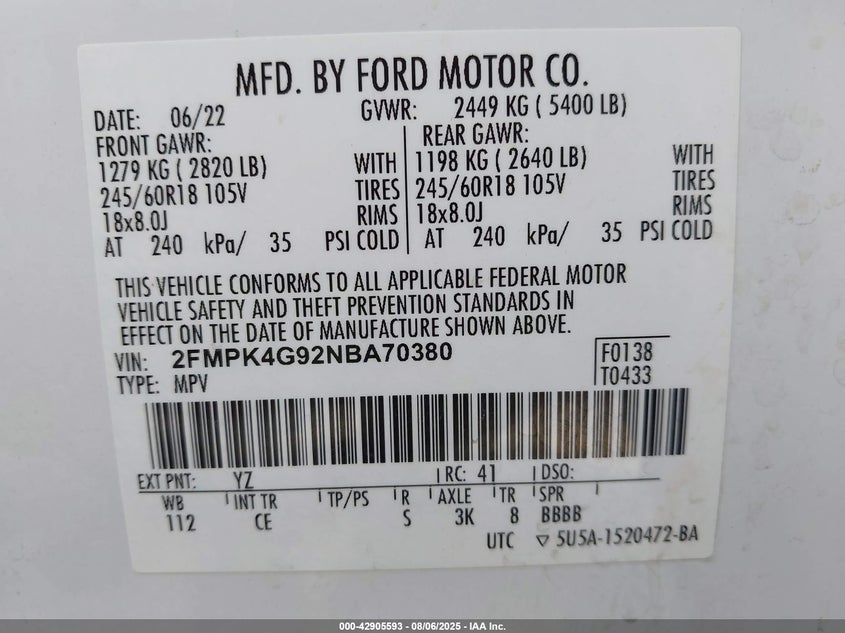 MFD. BY FORD MOTOR CO.
DATE: 06/22 GVWR: 2449 KG ( 5400 LB)
FRONT GAWR: REAR GAWR:
1279 KG ( 2820 LB) WITH 1198 KG ( 2640 LB) WITH
245/60R18 105V TIRES 245/60R18 105V TIRES
18x8.0J RIMS 18x8.0J RIMS
AT 240 kPa/ 35 PSI COLD AT 240 kPa/ 35 PSI COLD
THIS VEHICLE CONFORMS TO ALL APPLICABLE FEDERAL MOTOR
VEHICLE SAFETY AND THEFT PREVENTION STANDARDS IN
EFFECT ON THE DATE OF MANUFACTURE SHOWN ABOVE.
VIN: 2FMPK4G92NBA70380 F0138
TYPE: MPV T0433
EXT PNT: YZ RC: 41 DSO:
WB INT TR TP/PS R AXLE TR SPR
112 CE S 3K 8 BBBB
UTC ▽ 5U5A-1520472-BA
000-42905593 - 08/06/2025 - IAA Inc.